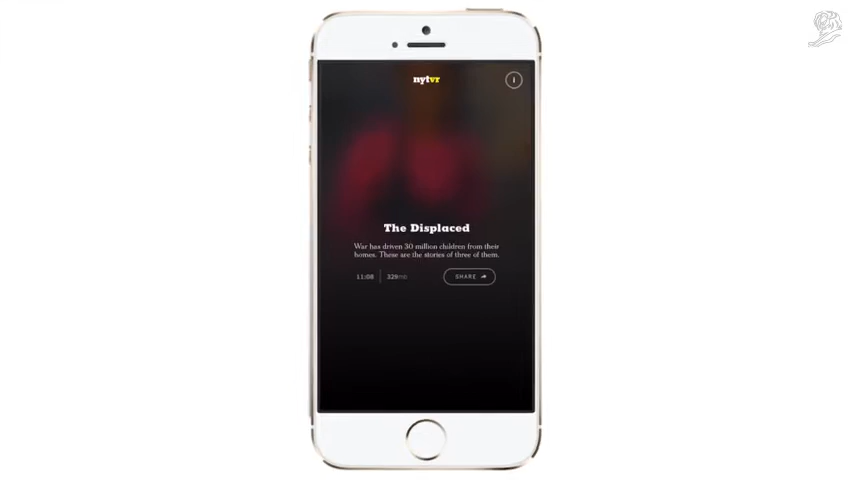 nytvr
i
The Displaced
War has driven 30 million children from their
homes. These are the stories of three of them.
11:08
329mb
SHARE